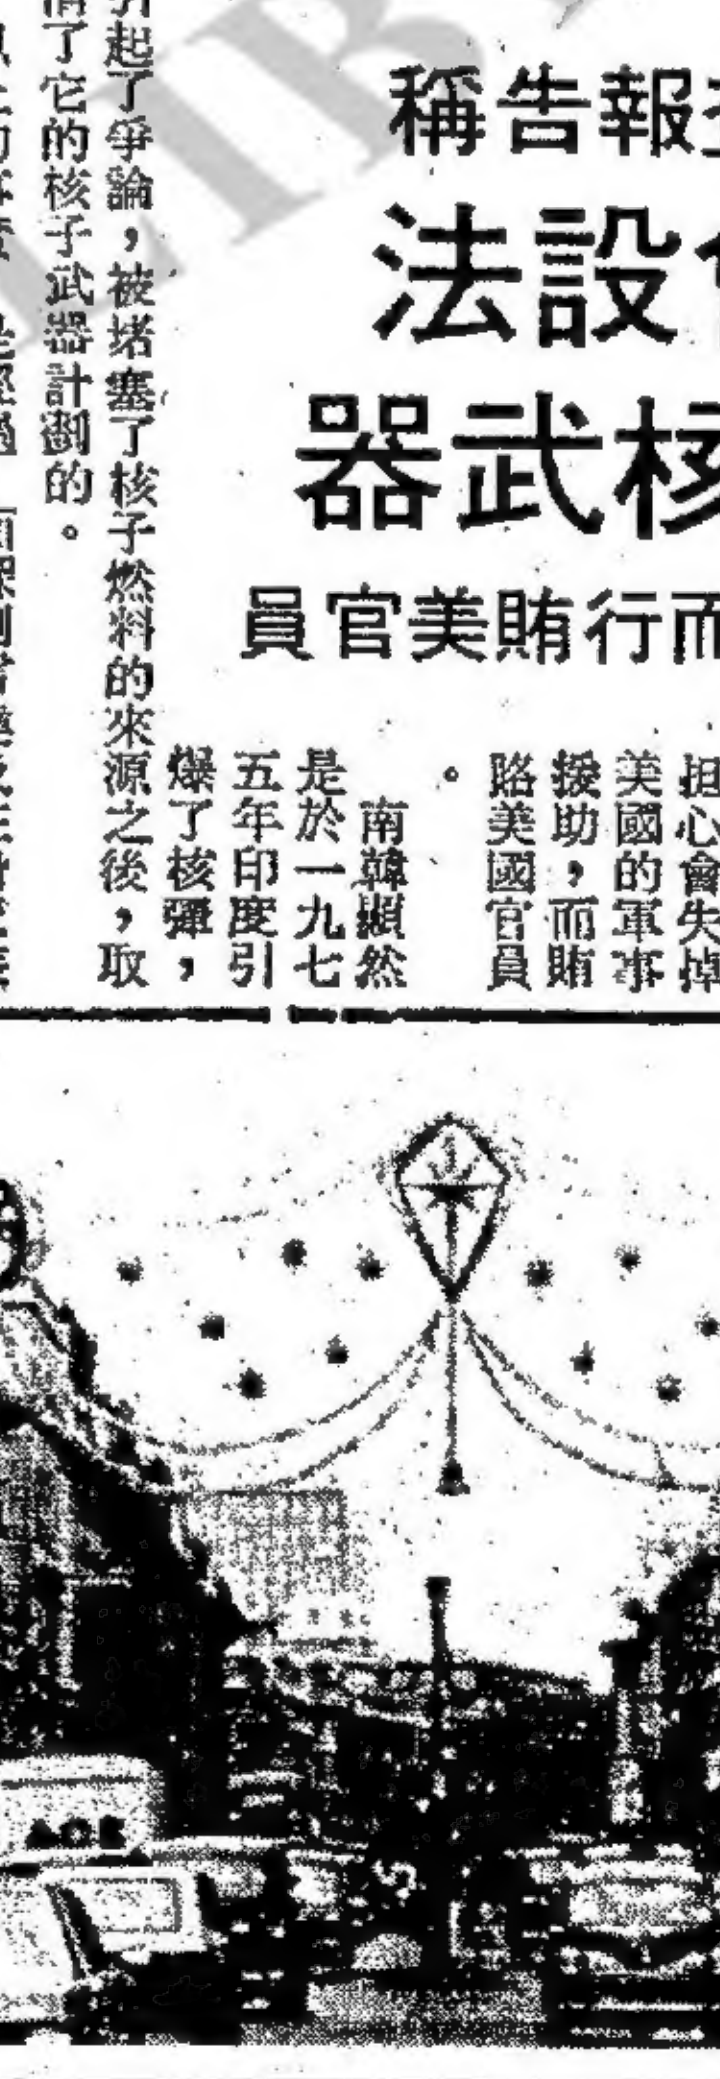 報告稱
設法
核武器
而行賄美官員
担心會失掉
美國的軍事
援助，而賄
賂美國官員
。
南韓顯然
是於一九七
五年印度引
爆了核彈，
起了爭論，被堵塞了核子燃料的來源之後，取
了它的核子武器計劃的。